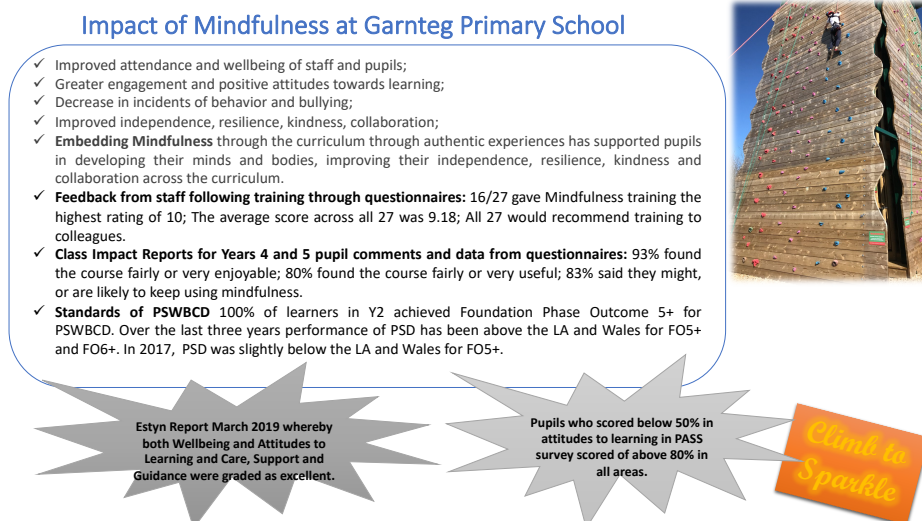 Impact of Mindfulness at Garnteg Primary School
✓ Improved attendance and wellbeing of staff and pupils;
✓ Greater engagement and positive attitudes towards learning;
✓ Decrease in incidents of behavior and bullying;
✓ Improved independence, resilience, kindness, collaboration;
✓ Embedding Mindfulness through the curriculum through authentic experiences has supported pupils
in developing their minds and bodies, improving their independence, resilience, kindness and
collaboration across the curriculum.
✓ Feedback from staff following training through questionnaires: 16/27 gave Mindfulness training the
highest rating of 10; The average score across all 27 was 9.18; All 27 would recommend training to
colleagues.
✓ Class Impact Reports for Years 4 and 5 pupil comments and data from questionnaires: 93% found
the course fairly or very enjoyable; 80% found the course fairly or very useful; 83% said they might,
or are likely to keep using mindfulness.
✓ Standards of PSWBCD 100% of learners in Y2 achieved Foundation Phase Outcome 5+ for
PSWBCD. Over the last three years performance of PSD has been above the LA and Wales for FO5+
and FO6+. In 2017, PSD was slightly below the LA and Wales for FO5+.
Estyn Report March 2019 whereby
both Wellbeing and Attitudes to
Learning and Care, Support and
Guidance were graded as excellent.
Pupils who scored below 50% in
attitudes to learning in PASS
survey scored of above 80% in
all areas.
Climb to
Sparkle